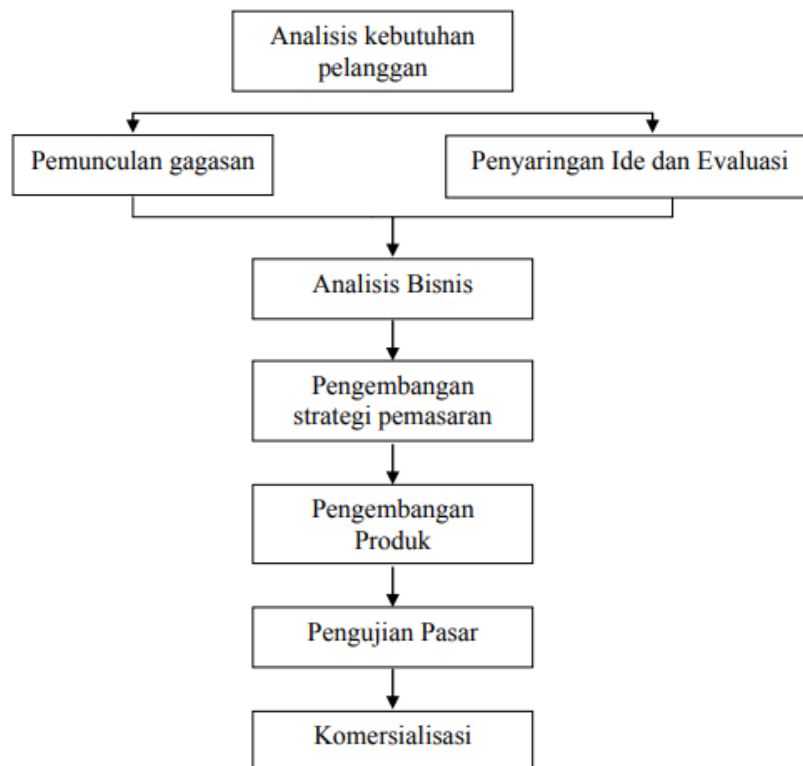 Analisis kebutuhan
pelanggan
Pemunculan gagasan
Penyaringan Ide dan Evaluasi
Analisis Bisnis
Pengembangan
strategi pemasaran
Pengembangan
Produk
Pengujian Pasar
Komersialisasi